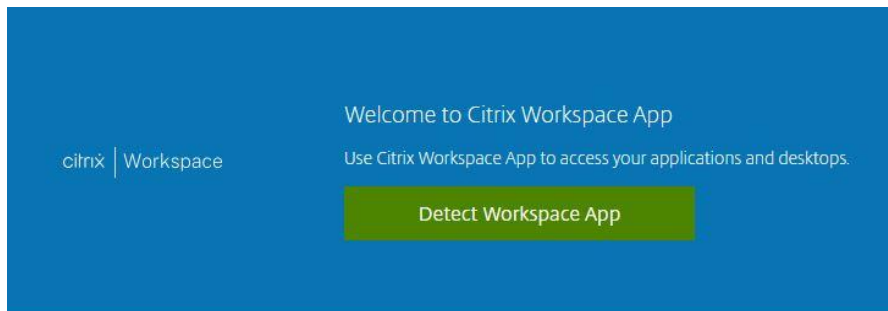 Welcome to Citrix Workspace App
citrix | Workspace
Use Citrix Workspace App to access your applications and desktops.
Detect Workspace App